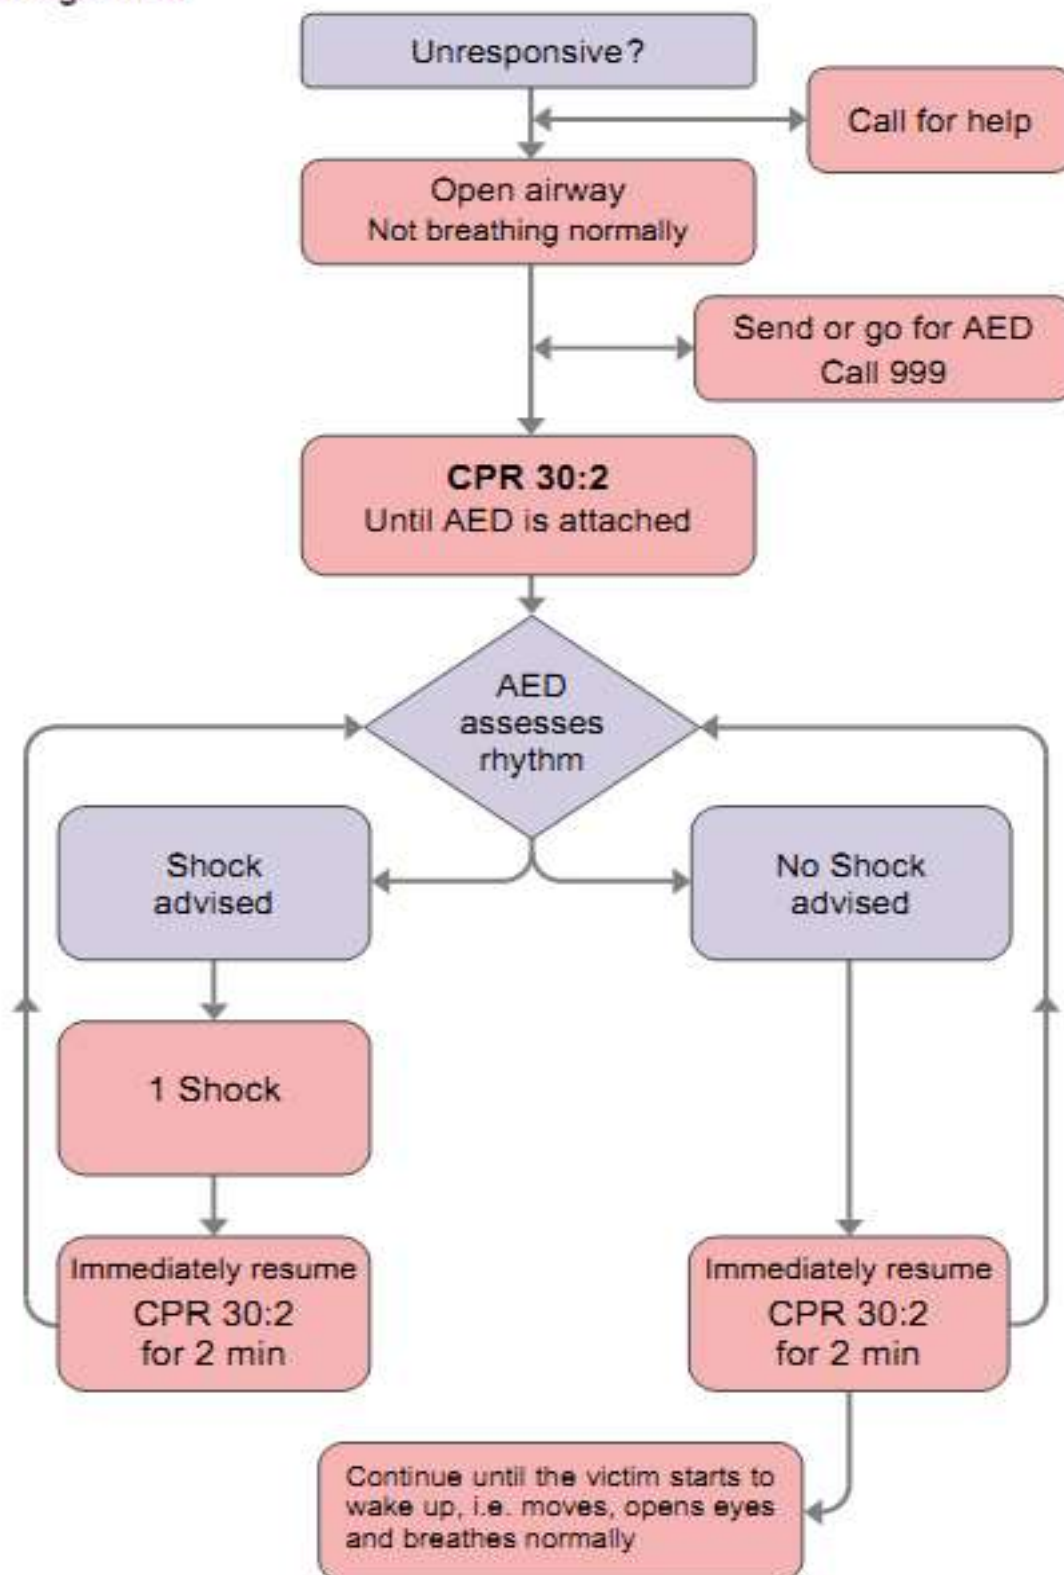 Unresponsive?
Call for help
Open airway
Not breathing normally
Send or go for AED
Call 999
CPR 30:2
Until AED is attached
AED
assesses
rhythm
Shock
advised
No Shock
advised
1 Shock
Immediately resume
CPR 30:2
for 2 min
Immediately resume
CPR 30:2
for 2 min
Continue until the victim starts to
wake up, i.e. moves, opens eyes
and breathes normally